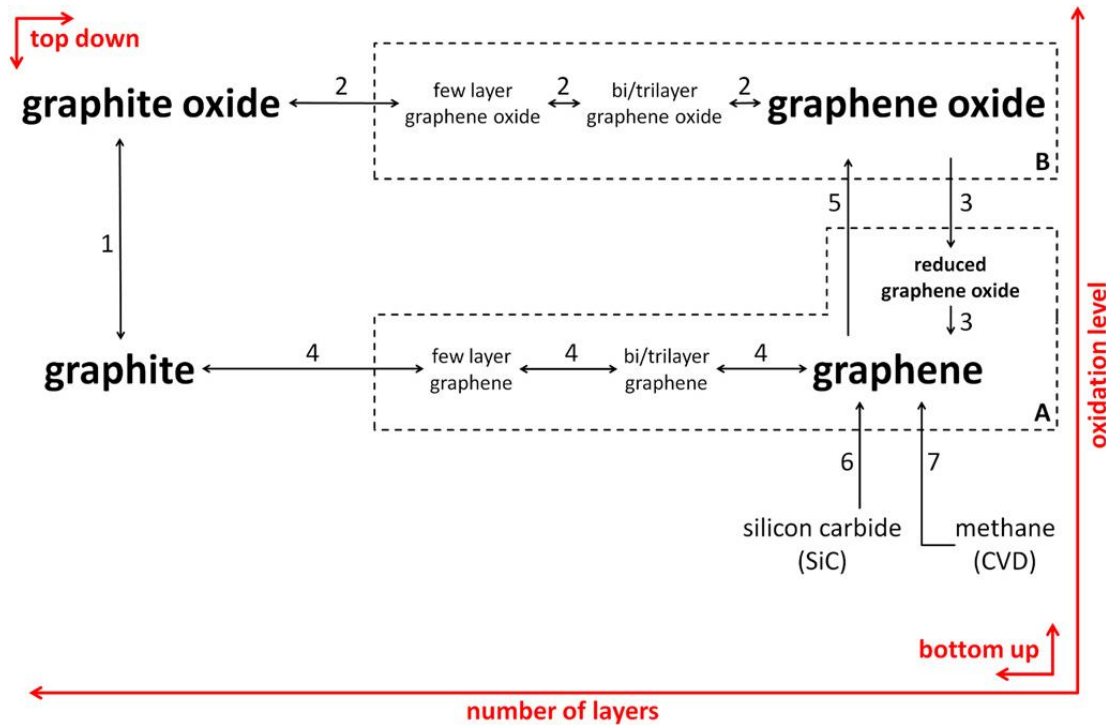 top down
graphite oxide
2
few layer
graphene oxide
2
bi/trilayer
graphene oxide
2
graphene oxide
B
1
5
3
reduced
graphene oxide
3
graphite
4
few layer
graphene
4
bi/trilayer
graphene
4
graphene
A
6
7
silicon carbide
(SiC)
methane
(CVD)
oxidation level
bottom up
number of layers